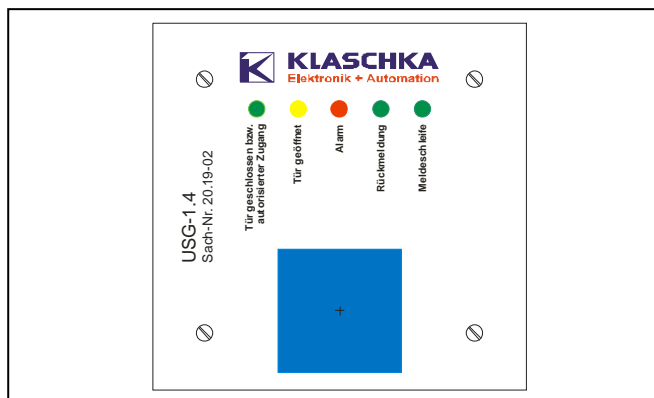 KLASCHKA
Elektronik + Automation
Tür geschlossen bzw.
autorisierter Zugang
Tür geöffnet
Alarm
Rückmeldung
Meldeschleife
USG-1.4
Sach-Nr. 20.19-02